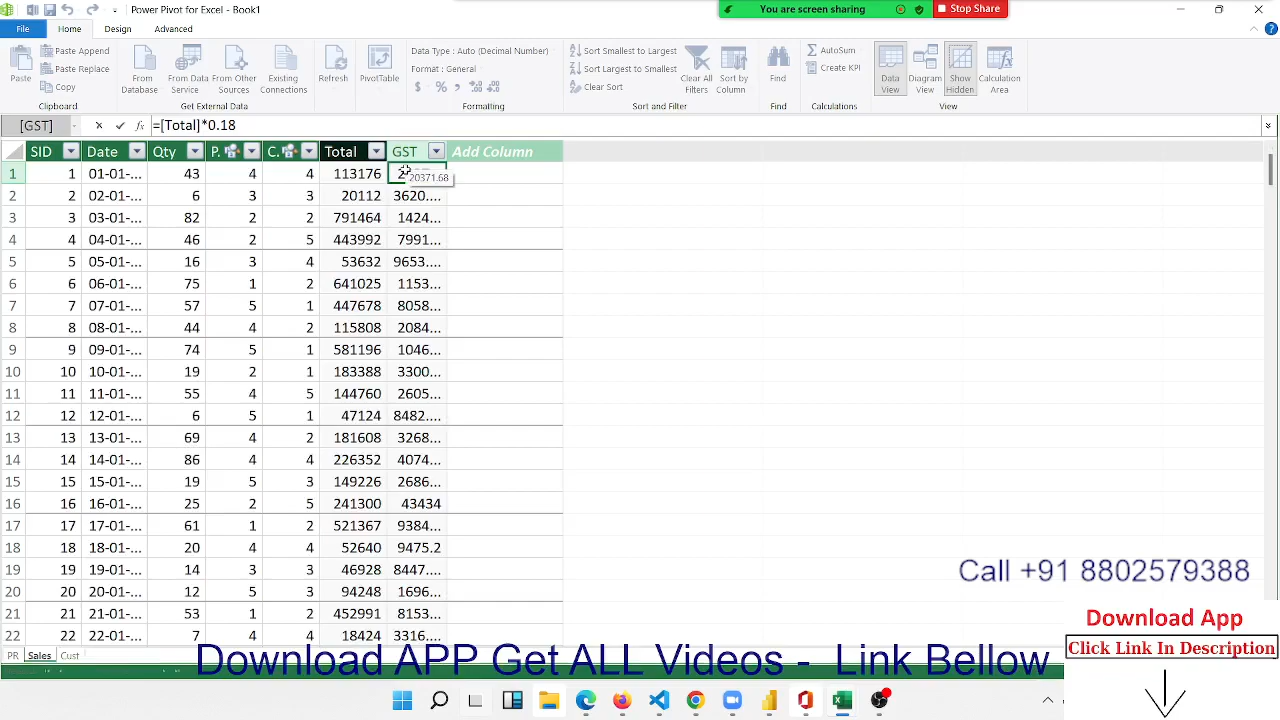 Power Pivot for Excel - Book1
You are screen sharing
Stop Share
File Home Design Advanced
Paste
Paste Append
Paste Replace
Copy
Clipboard
From Database
From Data Service
From Other Sources
Existing Connections
Get External Data
Refresh
PivotTable
Data Type : Auto (Decimal Number)
Format : General
$ % ,
Formatting
Sort Smallest to Largest
Sort Largest to Smallest
Clear Sort
Clear All Filters
Sort by Column
Sort and Filter
Find
Find
AutoSum
Create KPI
Calculations
Data View
Diagram View
Show Hidden
Calculation Area
View
[GST] fx =[Total]*0.18
SID Date Qty P. C. Total GST Add Column
1 1 01-01-... 43 4 4 113176
20371.68
2 2 02-01-... 6 3 3 20112 3620....
3 3 03-01-... 82 2 2 791464 1424...
4 4 04-01-... 46 2 5 443992 7991...
5 5 05-01-... 16 3 4 53632 9653....
6 6 06-01-... 75 1 2 641025 1153...
7 7 07-01-... 57 5 1 447678 8058...
8 8 08-01-... 44 4 2 115808 2084...
9 9 09-01-... 74 5 1 581196 1046...
10 10 10-01-... 19 2 1 183388 3300...
11 11 11-01-... 55 4 5 144760 2605...
12 12 12-01-... 6 5 1 47124 8482....
13 13 13-01-... 69 4 2 181608 3268...
14 14 14-01-... 86 4 4 226352 4074...
15 15 15-01-... 19 5 3 149226 2686...
16 16 16-01-... 25 2 5 241300 43434
17 17 17-01-... 61 1 2 521367 9384...
18 18 18-01-... 20 4 4 52640 9475.2
19 19 19-01-... 14 3 3 46928 8447....
20 20 20-01-... 12 5 3 94248 1696...
21 21 21-01-... 53 1 2 452991 8153...
22 22 22-01-... 7 4 4 18424 3316....
Call +91 8802579388
Download App
Click Link In Description
PR Sales Cust
Download APP Get ALL Videos - Link Bellow